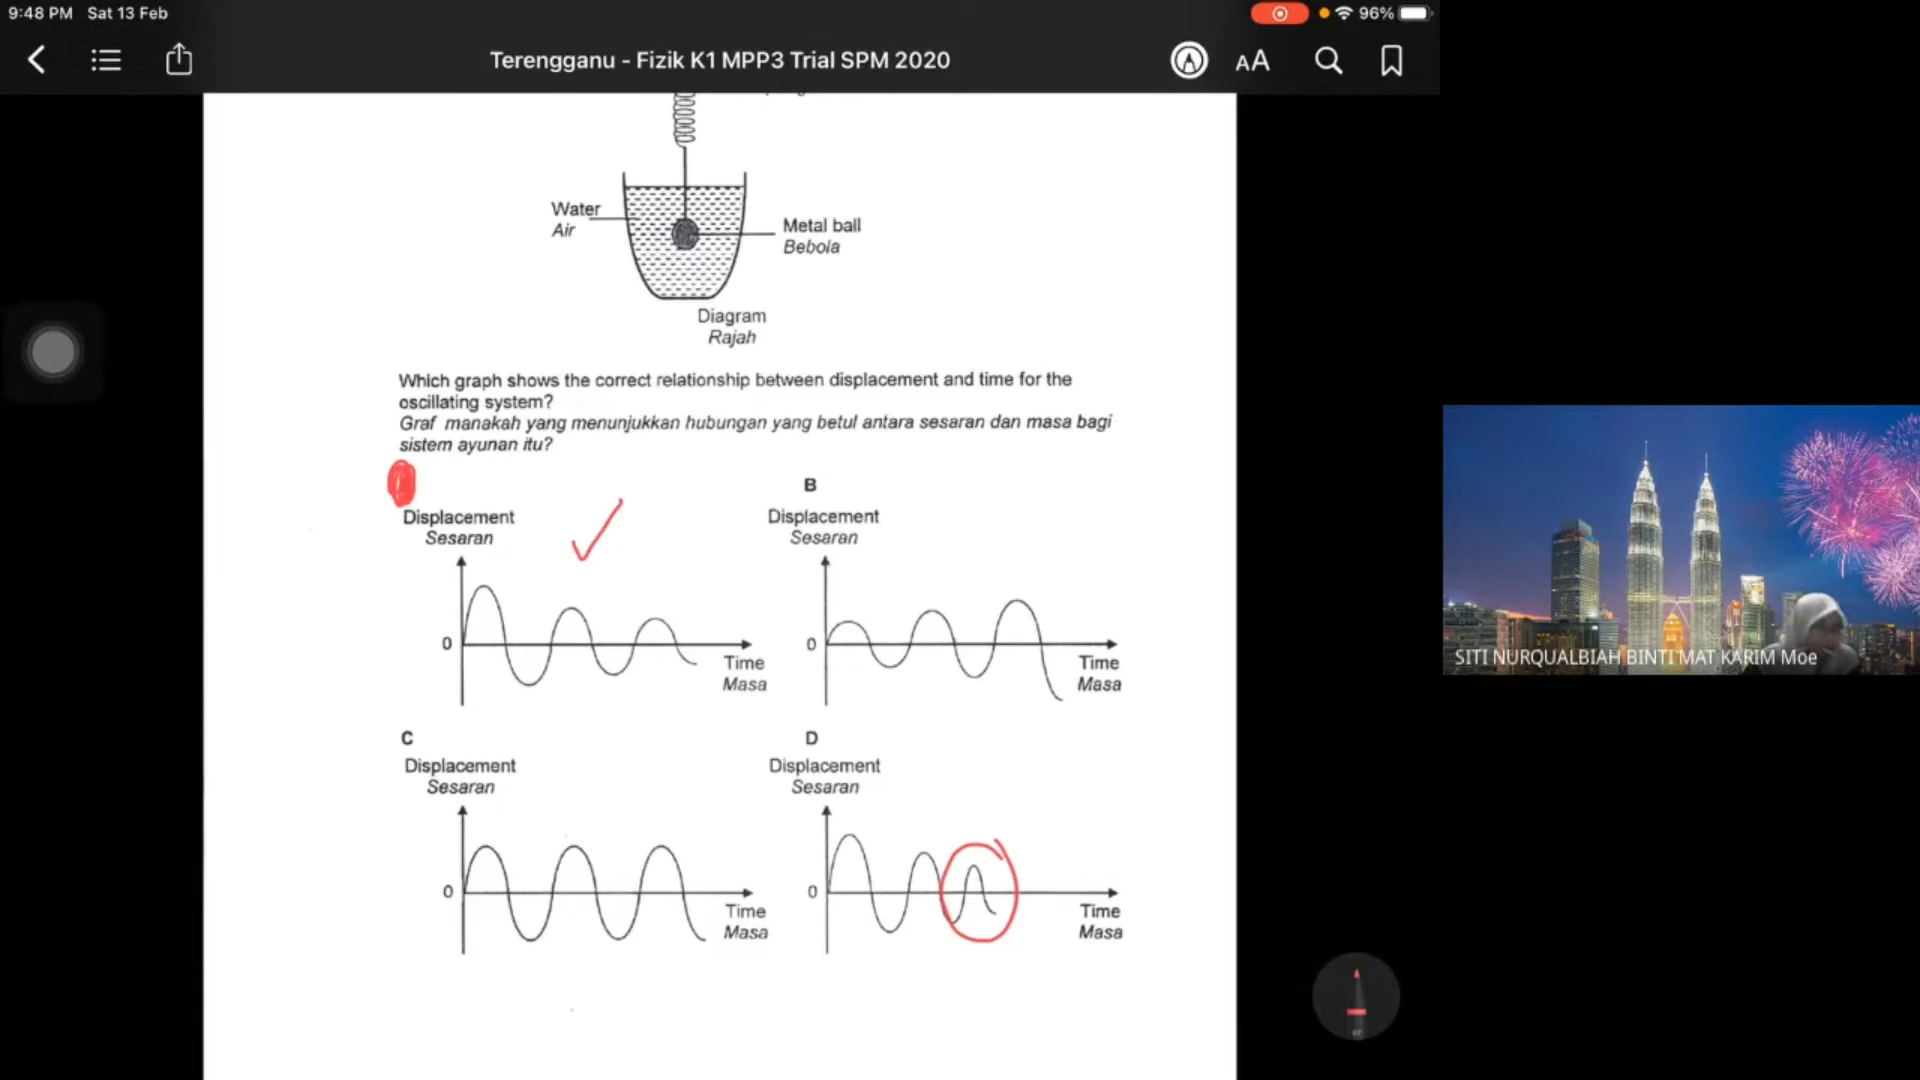 9:48 PM Sat 13 Feb
96%
Terengganu - Fizik K1 MPP3 Trial SPM 2020
AA
Water
Air
Metal ball
Bebola
Diagram
Rajah
Which graph shows the correct relationship between displacement and time for the
oscillating system?
Graf manakah yang menunjukkan hubungan yang betul antara sesaran dan masa bagi
sistem ayunan itu?
B
Displacement
Sesaran
0
Time
Masa
Displacement
Sesaran
0
Time
Masa
C
Displacement
Sesaran
0
Time
Masa
D
Displacement
Sesaran
0
Time
Masa
SITI NURQUALBIAH BINTI MAT KARIM Moe